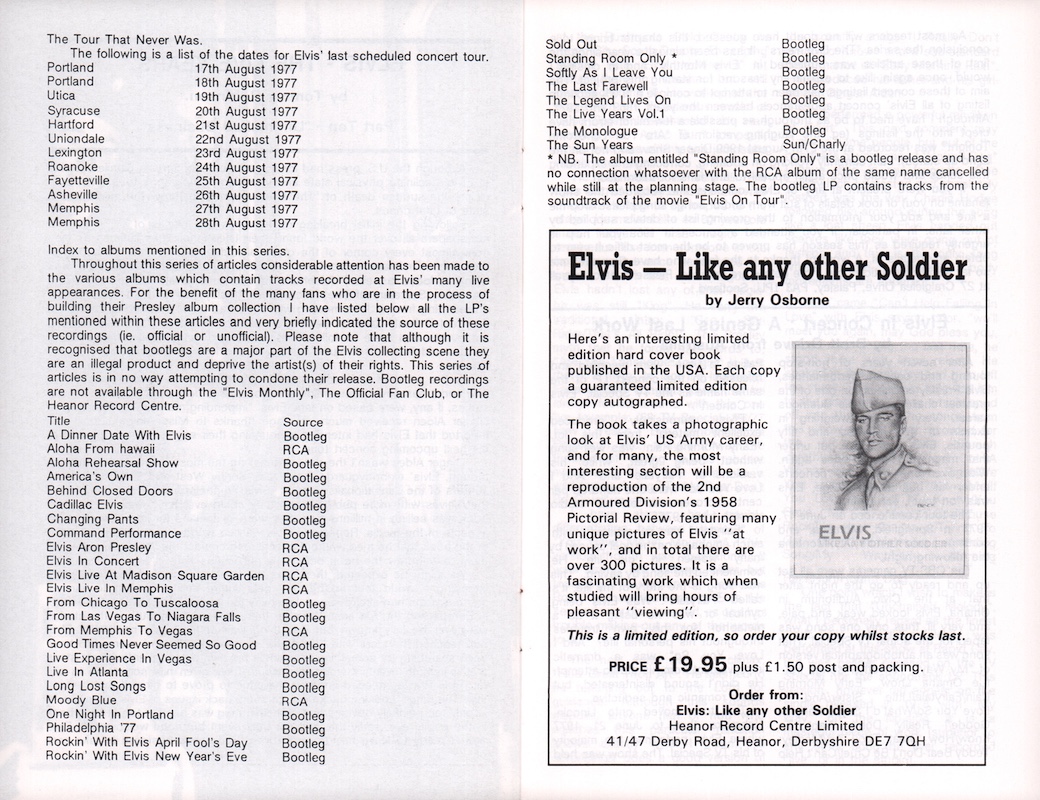 The Tour That Never Was.
The following is a list of the dates for Elvis' last scheduled concert tour.
Portland 17th August 1977
Portland 18th August 1977
Utica 19th August 1977
Syracuse 20th August 1977
Hartford 21st August 1977
Uniondale 22nd August 1977
Lexington 23rd August 1977
Roanoke 24th August 1977
Fayetteville 25th August 1977
Asheville 26th August 1977
Memphis 27th August 1977
Memphis 28th August 1977
Index to albums mentioned in this series.
Throughout this series of articles considerable attention has been made to
the various albums which contain tracks recorded at Elvis' many live
appearances. For the benefit of the many fans who are in the process of
building their Presley album collection I have listed below all the LP's
mentioned within these articles and very briefly indicated the source of these
recordings (ie. official or unofficial). Please note that although it is
recognised that bootlegs are a major part of the Elvis collecting scene they
are an illegal product and deprive the artist(s) of their rights. This series of
articles is in no way attempting to condone their release. Bootleg recordings
are not available through the "Elvis Monthly", The Official Fan Club, or The
Heanor Record Centre.
Title Source
A Dinner Date With Elvis Bootleg
Aloha From hawaii RCA
Aloha Rehearsal Show Bootleg
America's Own Bootleg
Behind Closed Doors Bootleg
Cadillac Elvis Bootleg
Changing Pants Bootleg
Command Performance Bootleg
Elvis Aron Presley RCA
Elvis In Concert RCA
Elvis Live At Madison Square Garden RCA
Elvis Live In Memphis RCA
From Chicago To Tuscaloosa Bootleg
From Las Vegas To Niagara Falls Bootleg
From Memphis To Vegas RCA
Good Times Never Seemed So Good Bootleg
Live Experience In Vegas Bootleg
Live In Atlanta Bootleg
Long Lost Songs Bootleg
Moody Blue RCA
One Night In Portland Bootleg
Philadelphia '77 Bootleg
Rockin' With Elvis April Fool's Day Bootleg
Rockin' With Elvis New Year's Eve Bootleg
Sold Out Bootleg
Standing Room Only * Bootleg
Softly As I Leave You Bootleg
The Last Farewell Bootleg
The Legend Lives On Bootleg
The Live Years Vol.1 Bootleg
The Monologue Bootleg
The Sun Years Sun/Charly
* NB. The album entitled "Standing Room Only" is a bootleg release and has
no connection whatsoever with the RCA album of the same name cancelled
while still at the planning stage. The bootleg LP contains tracks from the
soundtrack of the movie "Elvis On Tour".
Elvis — Like any other Soldier
by Jerry Osborne
Here's an interesting limited
edition hard cover book
published in the USA. Each copy
a guaranteed limited edition
copy autographed.
The book takes a photographic
look at Elvis' US Army career,
and for many, the most
interesting section will be a
reproduction of the 2nd
Armoured Division's 1958
Pictorial Review, featuring many
unique pictures of Elvis "at
work", and in total there are
over 300 pictures. It is a
fascinating work which when
studied will bring hours of
pleasant "viewing".
ELVIS
This is a limited edition, so order your copy whilst stocks last.
PRICE £19.95 plus £1.50 post and packing.
Order from:
Elvis: Like any other Soldier
Heanor Record Centre Limited
41/47 Derby Road, Heanor, Derbyshire DE7 7QH